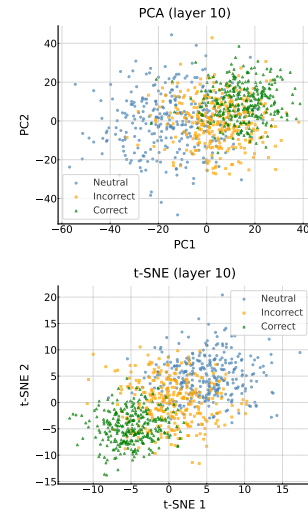 PCA (layer 10)
40
20
0
−20
−40
PC2
Neutral
Incorrect
Correct
−60 −40 −20 0 20 40
PC1
t-SNE (layer 10)
20
15
10
5
0
−5
−10
−15
t-SNE 2
Neutral
Incorrect
Correct
−10 −5 0 5 10 15
t-SNE 1